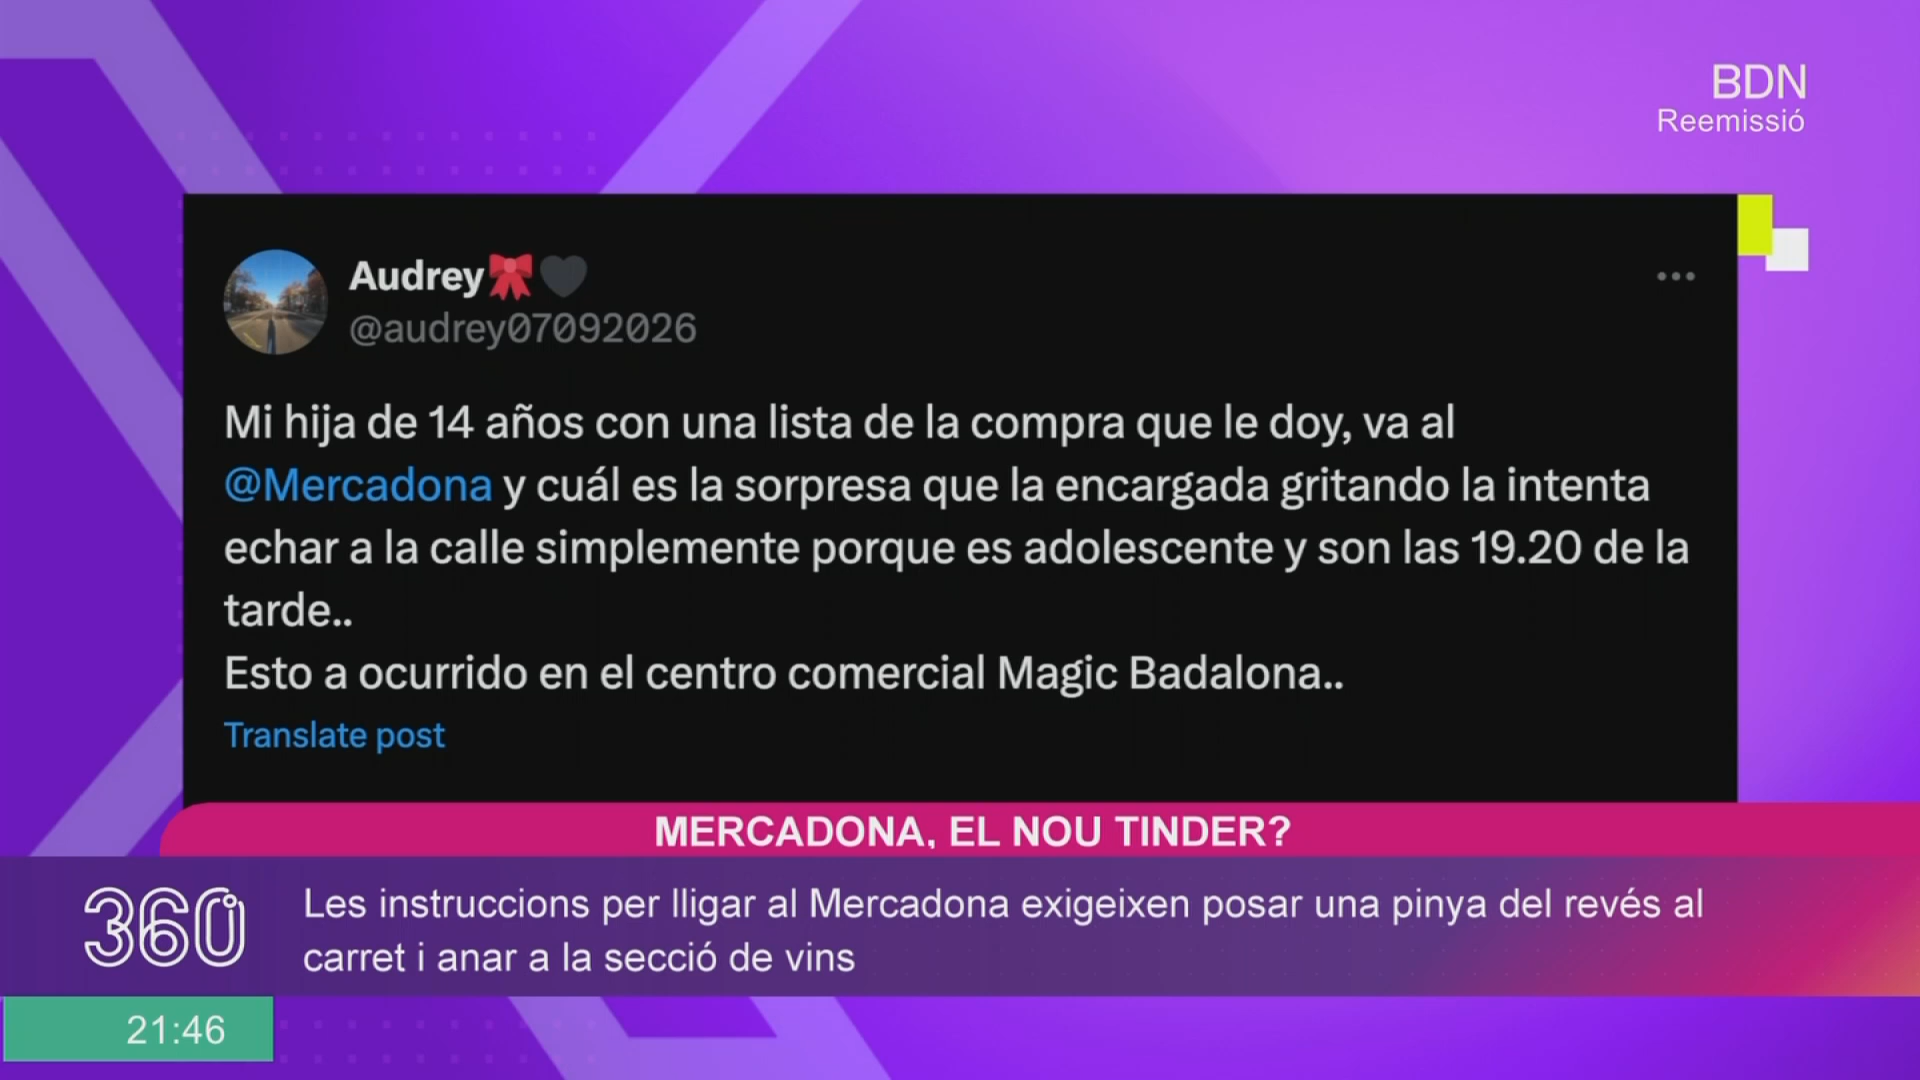 BDN
Reemissió
Audrey🎀🖤
@audrey07092026
Mi hija de 14 años con una lista de la compra que le doy, va al
@Mercadona y cuál es la sorpresa que la encargada gritando la intenta
echar a la calle simplemente porque es adolescente y son las 19.20 de la
tarde..
Esto a ocurrido en el centro comercial Magic Badalona..
Translate post
MERCADONA, EL NOU TINDER?
360
Les instruccions per lligar al Mercadona exigeixen posar una pinya del revés al
carret i anar a la secció de vins
21:46